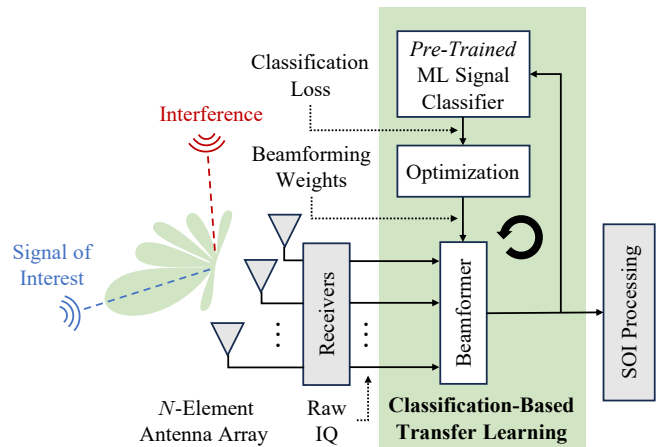 Pre-Trained
ML Signal
Classifier
Classification
Loss
Interference
Beamforming
Weights
Optimization
Signal of
Interest
Receivers
Beamformer
SOI Processing
N-Element
Antenna Array
Raw
IQ
Classification-Based
Transfer Learning